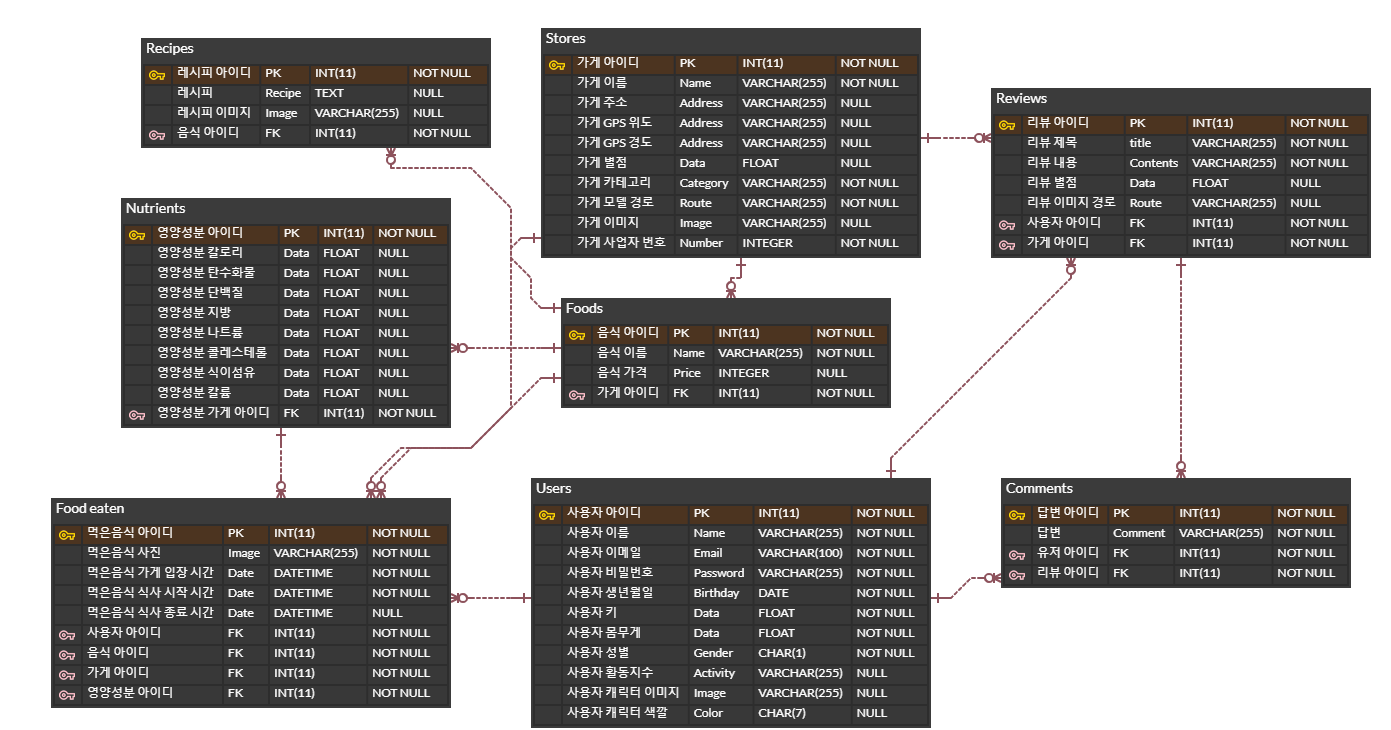 Recipes
레시피 아이디 PK INT(11) NOT NULL
레시피 Recipe TEXT NULL
레시피 이미지 Image VARCHAR(255) NULL
음식 아이디 FK INT(11) NOT NULL
Stores
가게 아이디 PK INT(11) NOT NULL
가게 이름 Name VARCHAR(255) NOT NULL
가게 주소 Address VARCHAR(255) NULL
가게 GPS 위도 Address VARCHAR(255) NULL
가게 GPS 경도 Address VARCHAR(255) NULL
가게 별점 Data FLOAT NULL
가게 카테고리 Category VARCHAR(255) NOT NULL
가게 모델 경로 Route VARCHAR(255) NOT NULL
가게 이미지 Image VARCHAR(255) NULL
가게 사업자 번호 Number INTEGER NOT NULL
Reviews
리뷰 아이디 PK INT(11) NOT NULL
리뷰 제목 title VARCHAR(255) NOT NULL
리뷰 내용 Contents VARCHAR(255) NOT NULL
리뷰 별점 Data FLOAT NULL
리뷰 이미지 경로 Route VARCHAR(255) NULL
사용자 아이디 FK INT(11) NOT NULL
가게 아이디 FK INT(11) NOT NULL
Nutrients
영양성분 아이디 PK INT(11) NOT NULL
영양성분 칼로리 Data FLOAT NULL
영양성분 탄수화물 Data FLOAT NULL
영양성분 단백질 Data FLOAT NULL
영양성분 지방 Data FLOAT NULL
영양성분 나트륨 Data FLOAT NULL
영양성분 콜레스테롤 Data FLOAT NULL
영양성분 식이섬유 Data FLOAT NULL
영양성분 칼륨 Data FLOAT NULL
영양성분 가게 아이디 FK INT(11) NOT NULL
Foods
음식 아이디 PK INT(11) NOT NULL
음식 이름 Name VARCHAR(255) NOT NULL
음식 가격 Price INTEGER NULL
가게 아이디 FK INT(11) NOT NULL
Food eaten
먹은음식 아이디 PK INT(11) NOT NULL
먹은음식 사진 Image VARCHAR(255) NOT NULL
먹은음식 가게 입장 시간 Date DATETIME NOT NULL
먹은음식 식사 시작 시간 Date DATETIME NOT NULL
먹은음식 식사 종료 시간 Date DATETIME NULL
사용자 아이디 FK INT(11) NOT NULL
음식 아이디 FK INT(11) NOT NULL
가게 아이디 FK INT(11) NOT NULL
영양성분 아이디 FK INT(11) NOT NULL
Users
사용자 아이디 PK INT(11) NOT NULL
사용자 이름 Name VARCHAR(255) NOT NULL
사용자 이메일 Email VARCHAR(100) NOT NULL
사용자 비밀번호 Password VARCHAR(255) NOT NULL
사용자 생년월일 Birthday DATE NOT NULL
사용자 키 Data FLOAT NOT NULL
사용자 몸무게 Data FLOAT NOT NULL
사용자 성별 Gender CHAR(1) NOT NULL
사용자 활동지수 Activity VARCHAR(255) NULL
사용자 캐릭터 이미지 Image VARCHAR(255) NULL
사용자 캐릭터 색깔 Color CHAR(7) NULL
Comments
답변 아이디 PK INT(11) NOT NULL
답변 Comment VARCHAR(255) NOT NULL
유저 아이디 FK INT(11) NOT NULL
리뷰 아이디 FK INT(11) NOT NULL